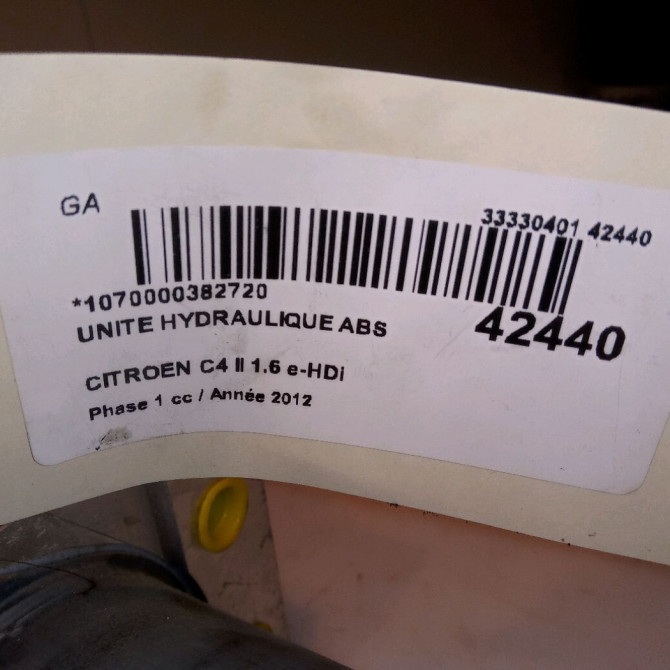 GA
33330401 42440
*1070000382720
42440
UNITE HYDRAULIQUE ABS
CITROEN C4 II 1.6 e-HDi
Phase 1 cc / Année 2012